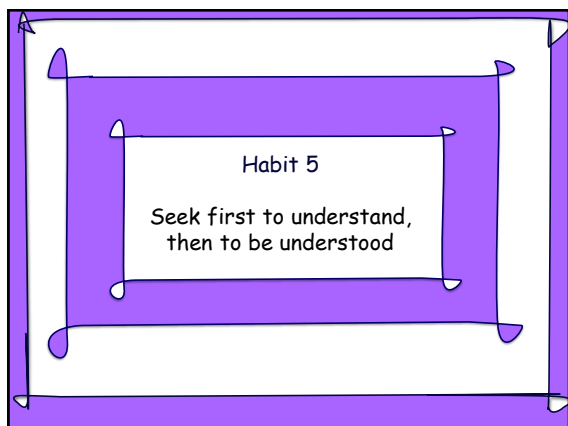 Habit 5
Seek first to understand,
then to be understood